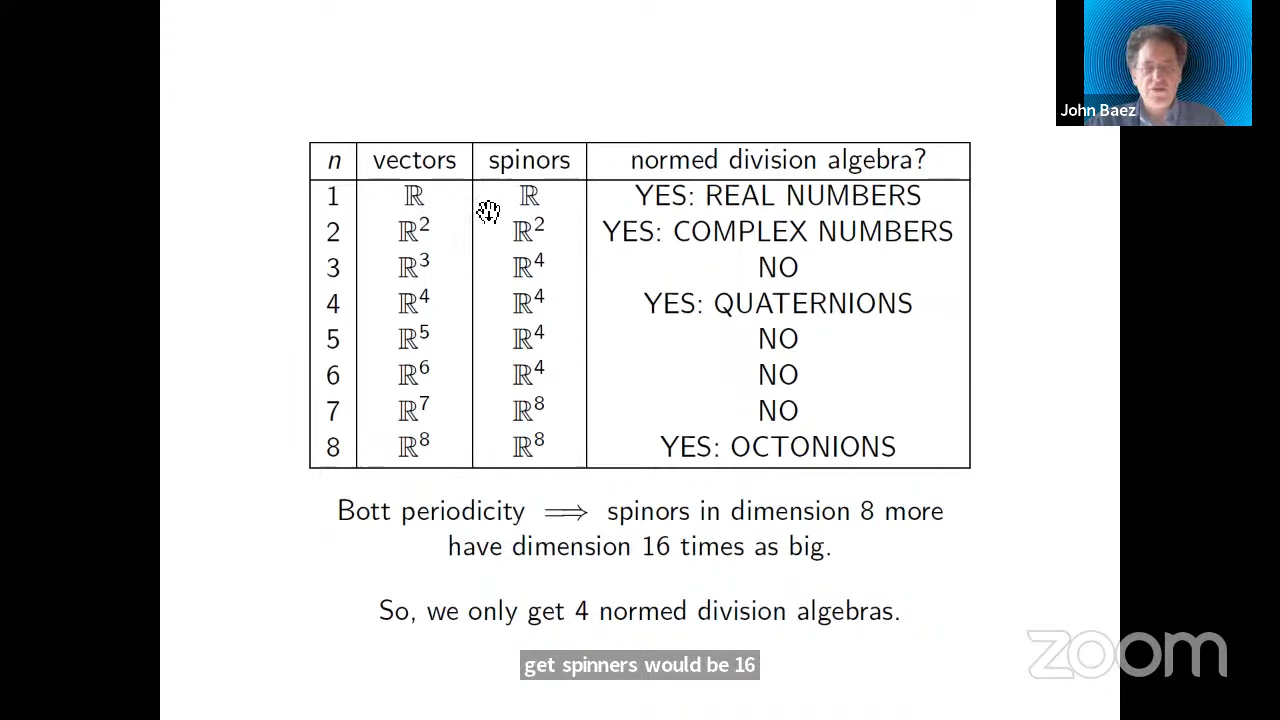 John Baez
n vectors spinors normed division algebra?
1 ℝ ℝ YES: REAL NUMBERS
2 ℝ² ℝ² YES: COMPLEX NUMBERS
3 ℝ³ ℝ⁴ NO
4 ℝ⁴ ℝ⁴ YES: QUATERNIONS
5 ℝ⁵ ℝ⁴ NO
6 ℝ⁶ ℝ⁴ NO
7 ℝ⁷ ℝ⁸ NO
8 ℝ⁸ ℝ⁸ YES: OCTONIONS
Bott periodicity ⟹ spinors in dimension 8 more
have dimension 16 times as big.
So, we only get 4 normed division algebras.
get spinners would be 16
zoom